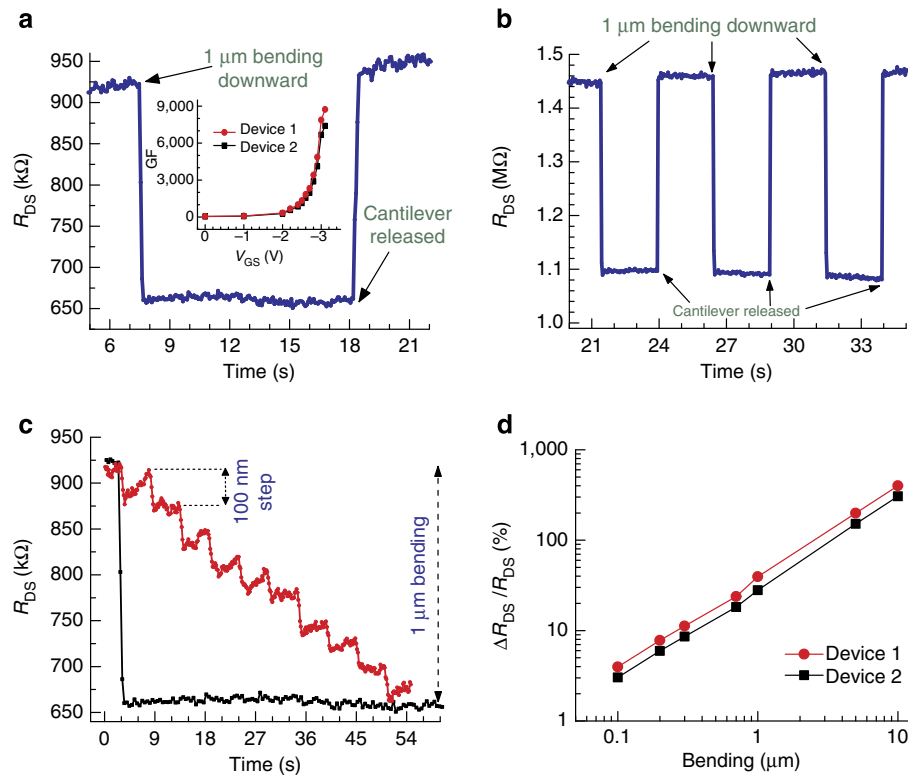 a
950
900
850
800
750
700
650
R_DS (kΩ)
6 9 12 15 18 21
Time (s)
1 μm bending
downward
Cantilever
released
9,000
6,000
3,000
0
GF
Device 1
Device 2
0 −1 −2 −3
V_GS (V)
b
1.5
1.4
1.3
1.2
1.1
1.0
R_DS (MΩ)
1 μm bending downward
Cantilever released
21 24 27 30 33
Time (s)
c
950
900
850
800
750
700
650
R_DS (kΩ)
100 nm
step
1 μm bending
0 9 18 27 36 45 54
Time (s)
d
1,000
100
10
1
ΔR_DS /R_DS (%)
Device 1
Device 2
0.1 1 10
Bending (μm)